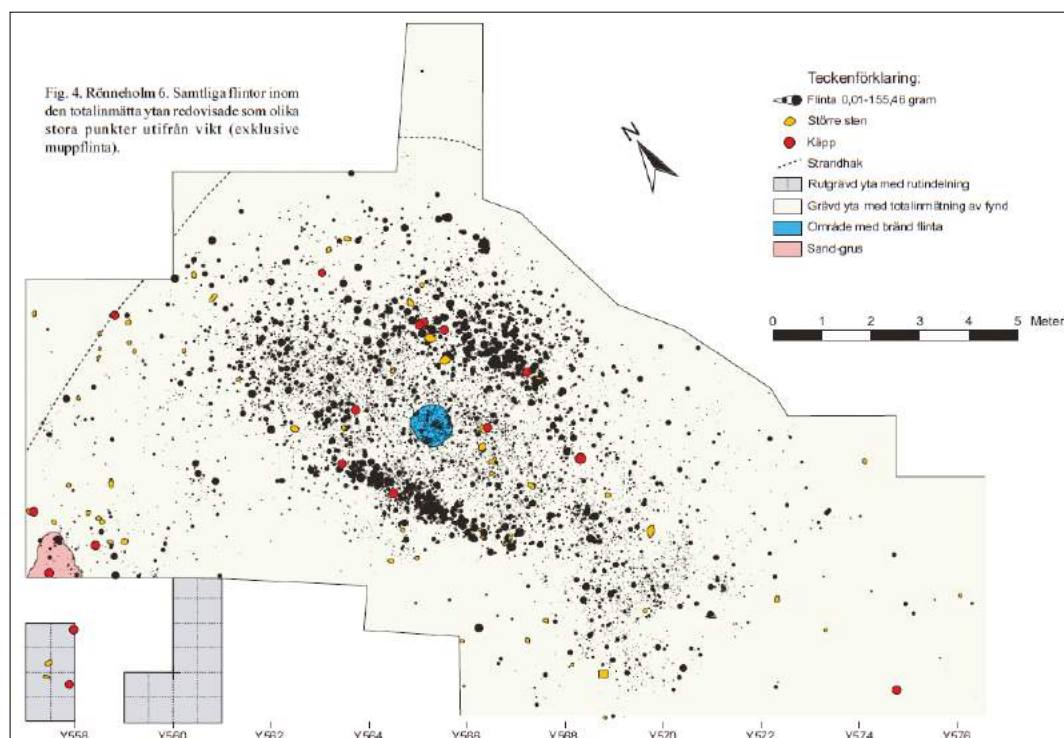 Fig. 4. Rönneholm 6. Samtliga flintor inom
den totalinmätta ytan redovisade som olika
stora punkter utifrån vikt (exklusive
muppflinta).
Teckenförklaring:
Flinta 0,01-155,46 gram
Större sten
Käpp
Strandhak
Rutgrävd yta med rutindelning
Grävd yta med totalinmätning av fynd
Område med bränd flinta
Sand-grus
N
0 1 2 3 4 5 Meter
Y558 Y560 Y562 Y564 Y566 Y568 Y570 Y522 Y574 Y576